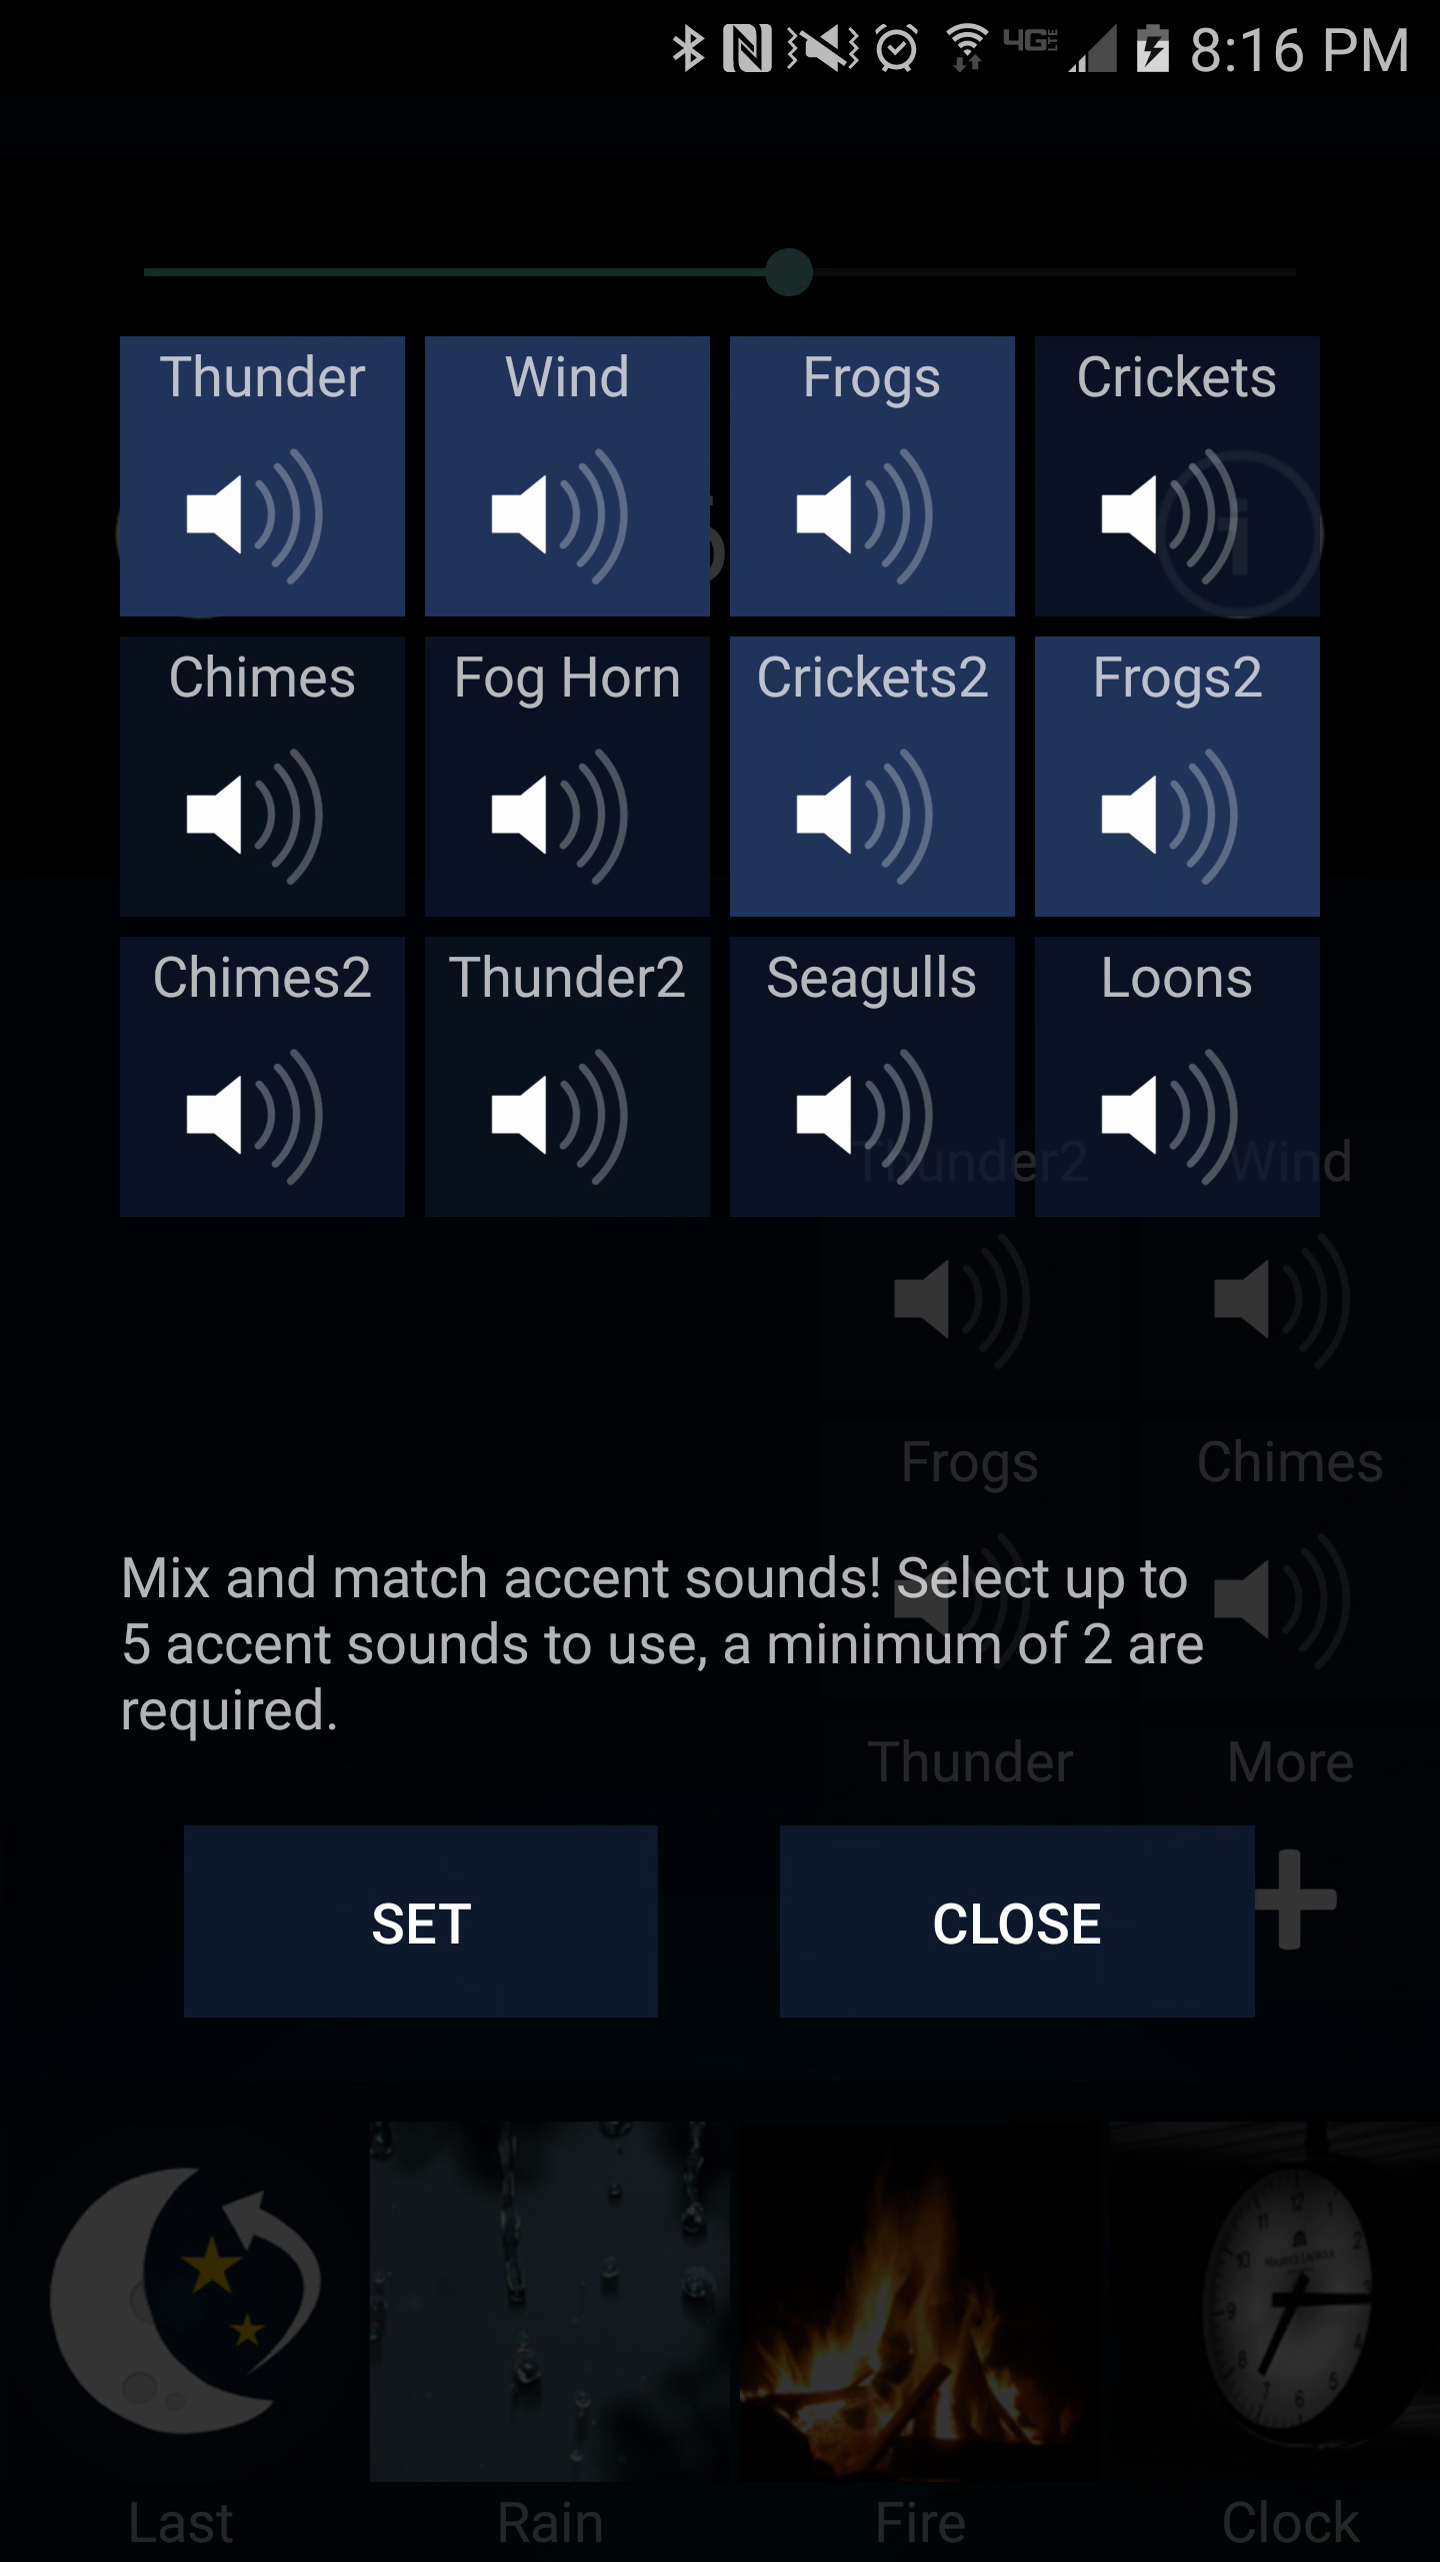 4G LTE 8:16 PM
Thunder Wind Frogs Crickets
Chimes Fog Horn Crickets2 Frogs2
Chimes2 Thunder2 Seagulls Loons
Thunder2 Wind
Frogs Chimes
Mix and match accent sounds! Select up to
5 accent sounds to use, a minimum of 2 are
required.
Thunder More
SET CLOSE
Last Rain Fire Clock